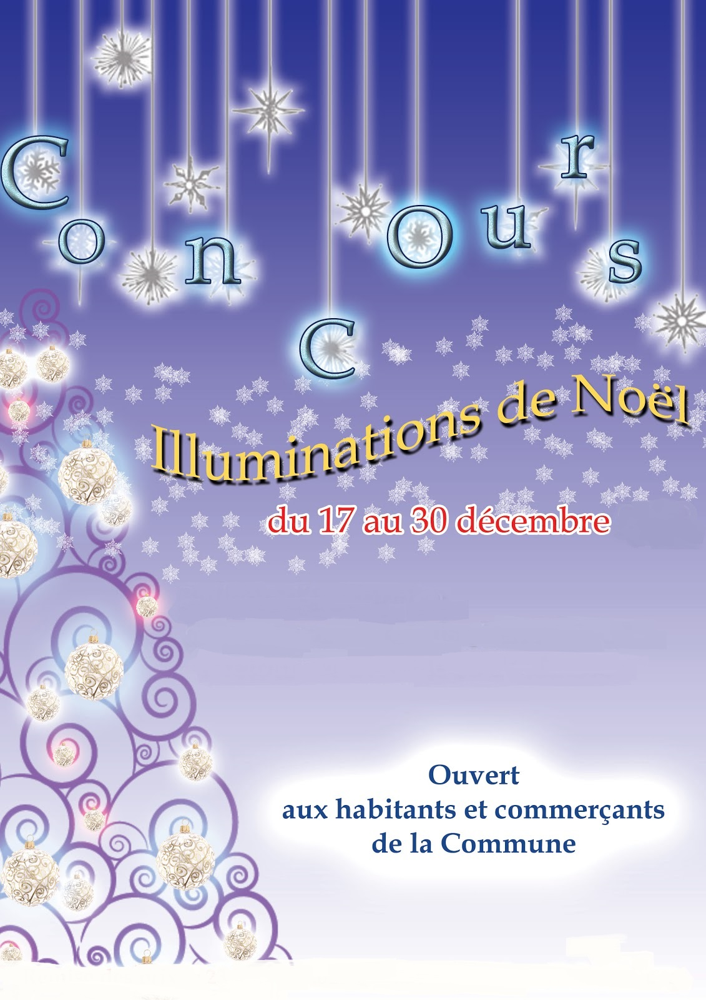 ConCOurs
Illuminations de Noël
du 17 au 30 décembre
Ouvert
aux habitants et commerçants
de la Commune